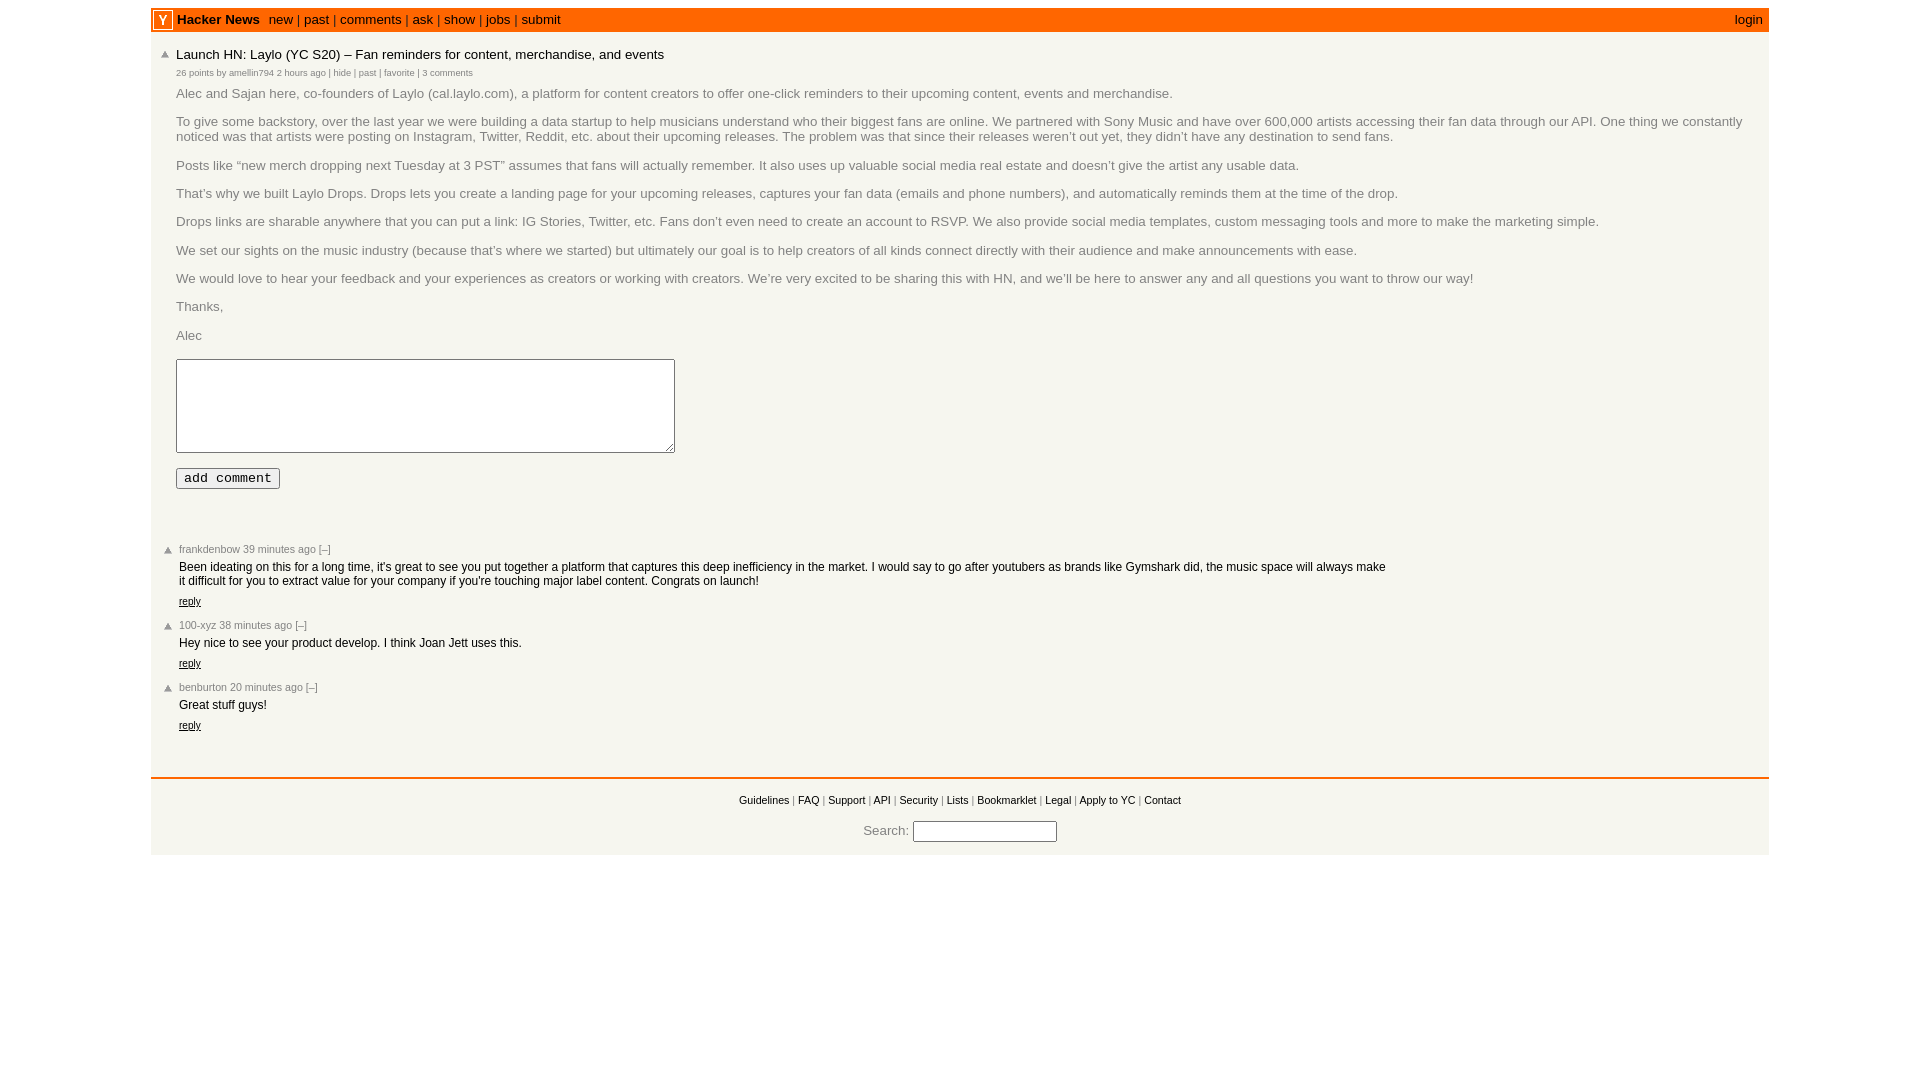 Y Hacker News new | past | comments | ask | show | jobs | submit login
Launch HN: Laylo (YC S20) – Fan reminders for content, merchandise, and events
26 points by amellin794 2 hours ago | hide | past | favorite | 3 comments
Alec and Sajan here, co-founders of Laylo (cal.laylo.com), a platform for content creators to offer one-click reminders to their upcoming content, events and merchandise.
To give some backstory, over the last year we were building a data startup to help musicians understand who their biggest fans are online. We partnered with Sony Music and have over 600,000 artists accessing their fan data through our API. One thing we constantly
noticed was that artists were posting on Instagram, Twitter, Reddit, etc. about their upcoming releases. The problem was that since their releases weren’t out yet, they didn’t have any destination to send fans.
Posts like “new merch dropping next Tuesday at 3 PST” assumes that fans will actually remember. It also uses up valuable social media real estate and doesn’t give the artist any usable data.
That’s why we built Laylo Drops. Drops lets you create a landing page for your upcoming releases, captures your fan data (emails and phone numbers), and automatically reminds them at the time of the drop.
Drops links are sharable anywhere that you can put a link: IG Stories, Twitter, etc. Fans don’t even need to create an account to RSVP. We also provide social media templates, custom messaging tools and more to make the marketing simple.
We set our sights on the music industry (because that’s where we started) but ultimately our goal is to help creators of all kinds connect directly with their audience and make announcements with ease.
We would love to hear your feedback and your experiences as creators or working with creators. We’re very excited to be sharing this with HN, and we’ll be here to answer any and all questions you want to throw our way!
Thanks,
Alec
add comment
frankdenbow 39 minutes ago [–]
Been ideating on this for a long time, it's great to see you put together a platform that captures this deep inefficiency in the market. I would say to go after youtubers as brands like Gymshark did, the music space will always make
it difficult for you to extract value for your company if you're touching major label content. Congrats on launch!
reply
100-xyz 38 minutes ago [–]
Hey nice to see your product develop. I think Joan Jett uses this.
reply
benburton 20 minutes ago [–]
Great stuff guys!
reply
Guidelines | FAQ | Support | API | Security | Lists | Bookmarklet | Legal | Apply to YC | Contact
Search: